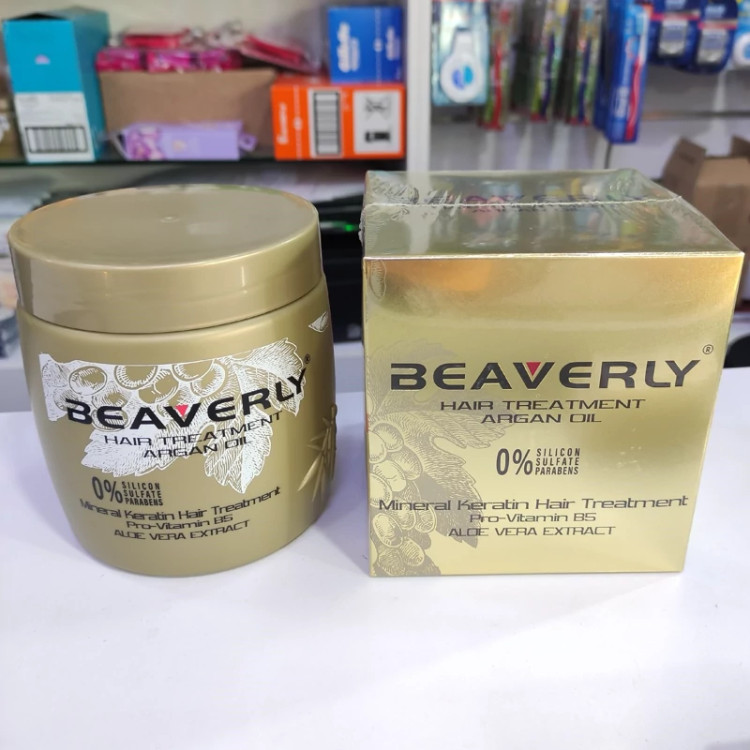 BEAVERLY®
HAIR TREATMENT
ARGAN OIL
0% SILICON
SULFATE
PARABENS
Mineral Keratin Hair Treatment
Pro-Vitamin B5
ALOE VERA EXTRACT
BEAVERLY®
HAIR TREATMENT
ARGAN OIL
0% SILICON
SULFATE
PARABENS
Mineral Keratin Hair Treatment
Pro-Vitamin B5
ALOE VERA EXTRACT
Gillette